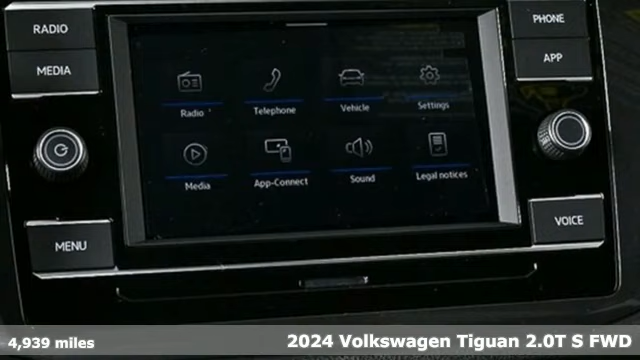 RADIO
MEDIA
PHONE
APP
Radio
Telephone
Vehicle
Settings
Media
App-Connect
Sound
Legal notices
MENU
VOICE
4,939 miles
2024 Volkswagen Tiguan 2.0T S FWD